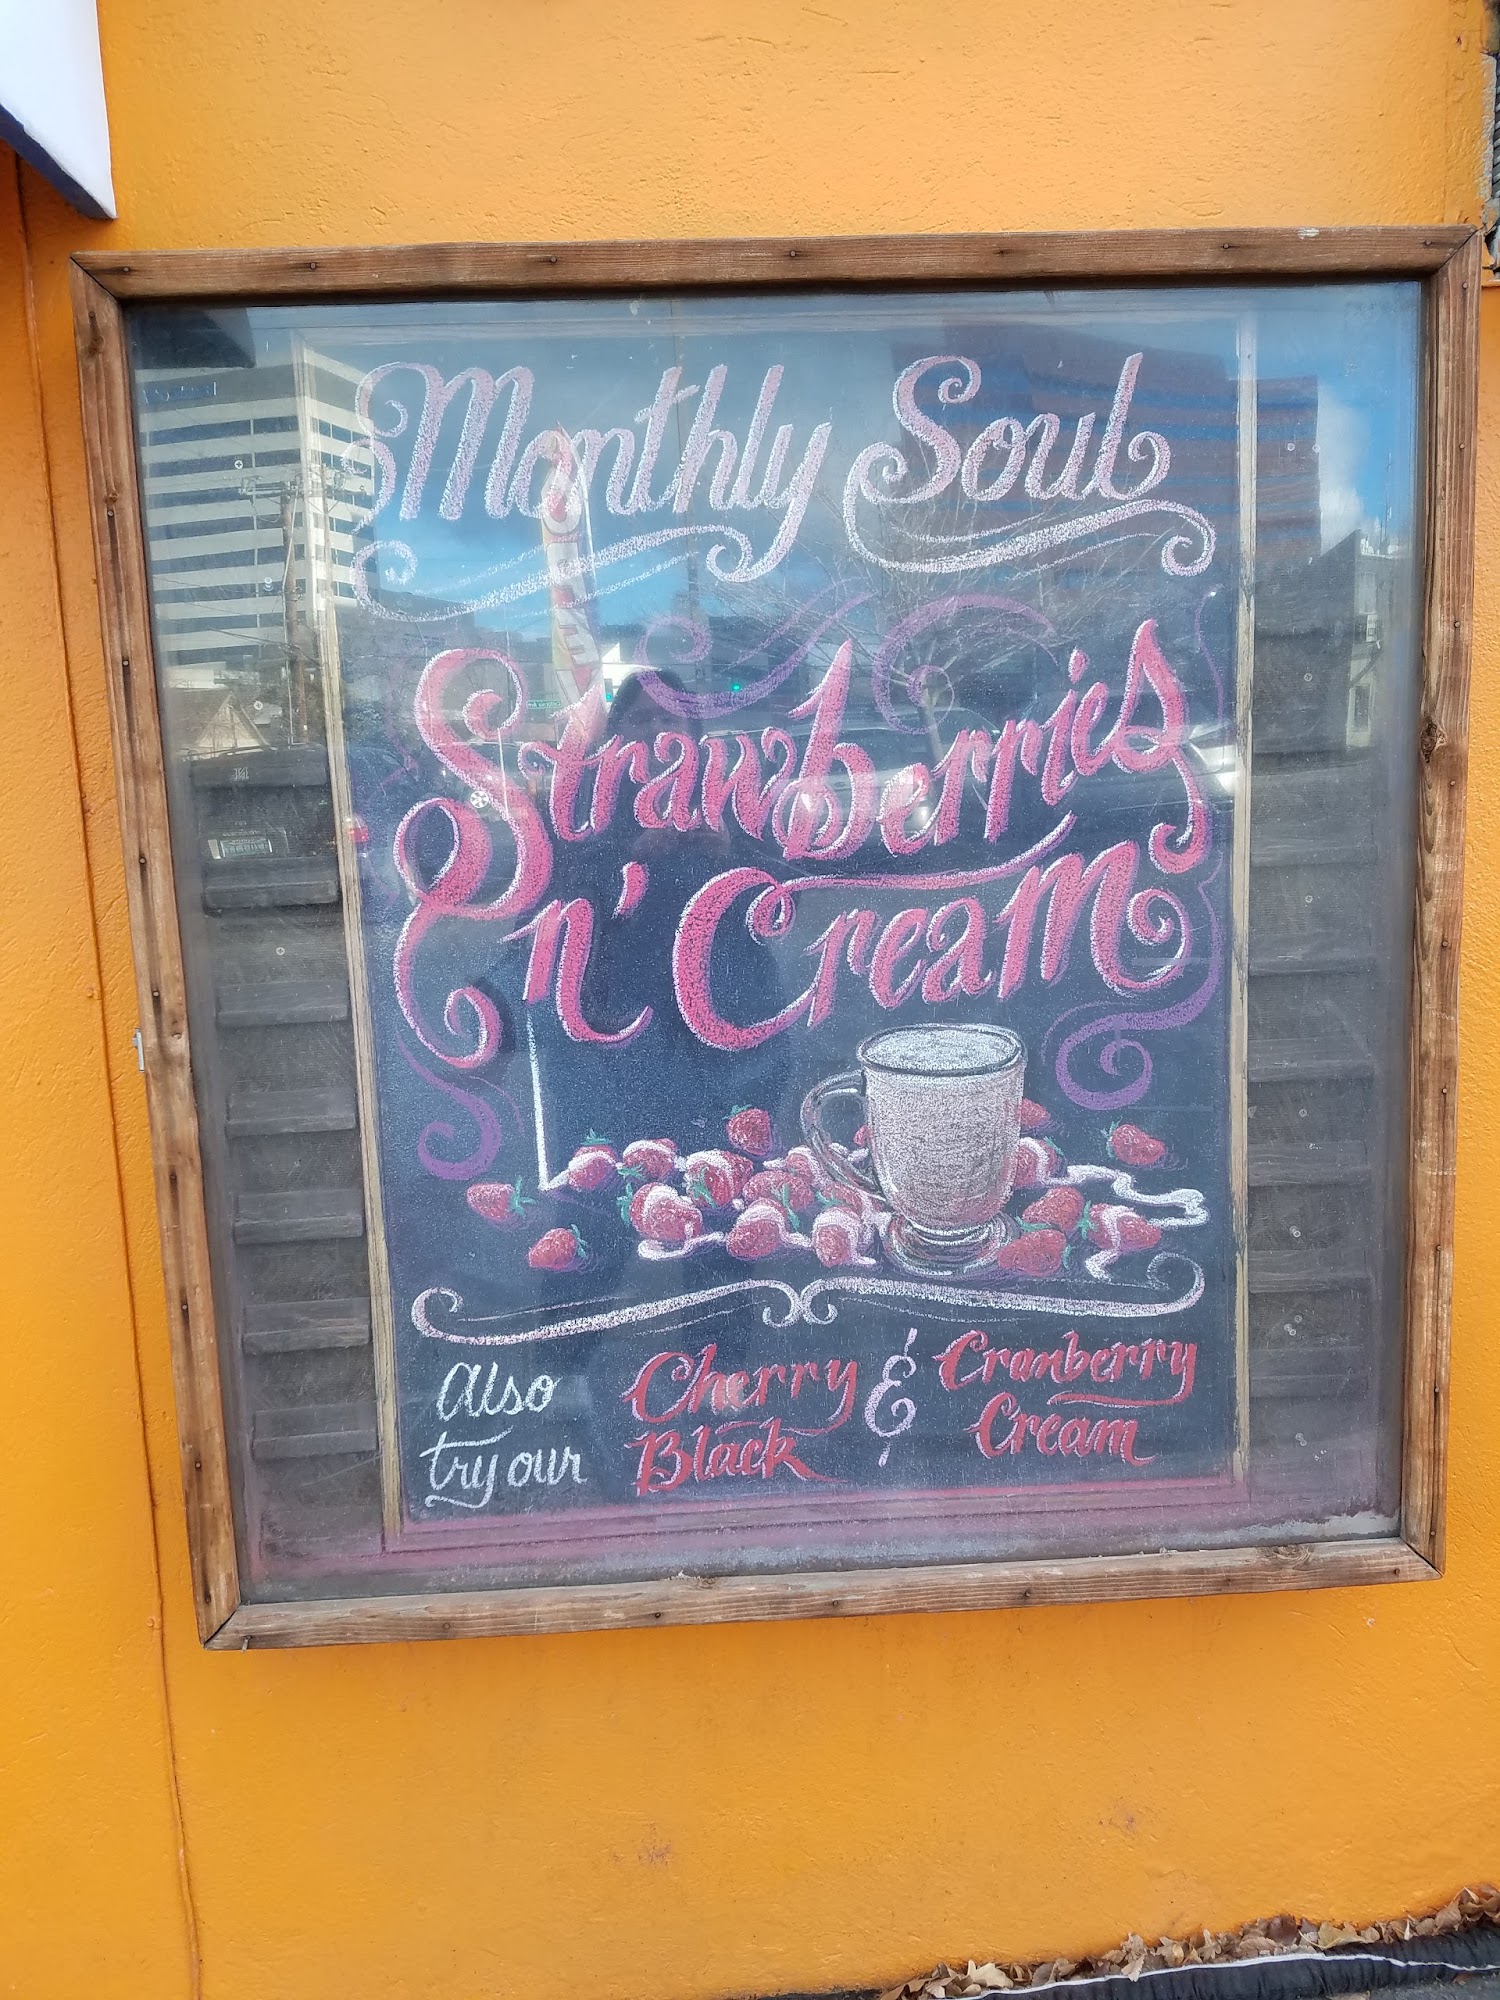 Monthly Soul
Strawberries
n' Cream
Also
try our
Cherry
Black
&
Cranberry
Cream